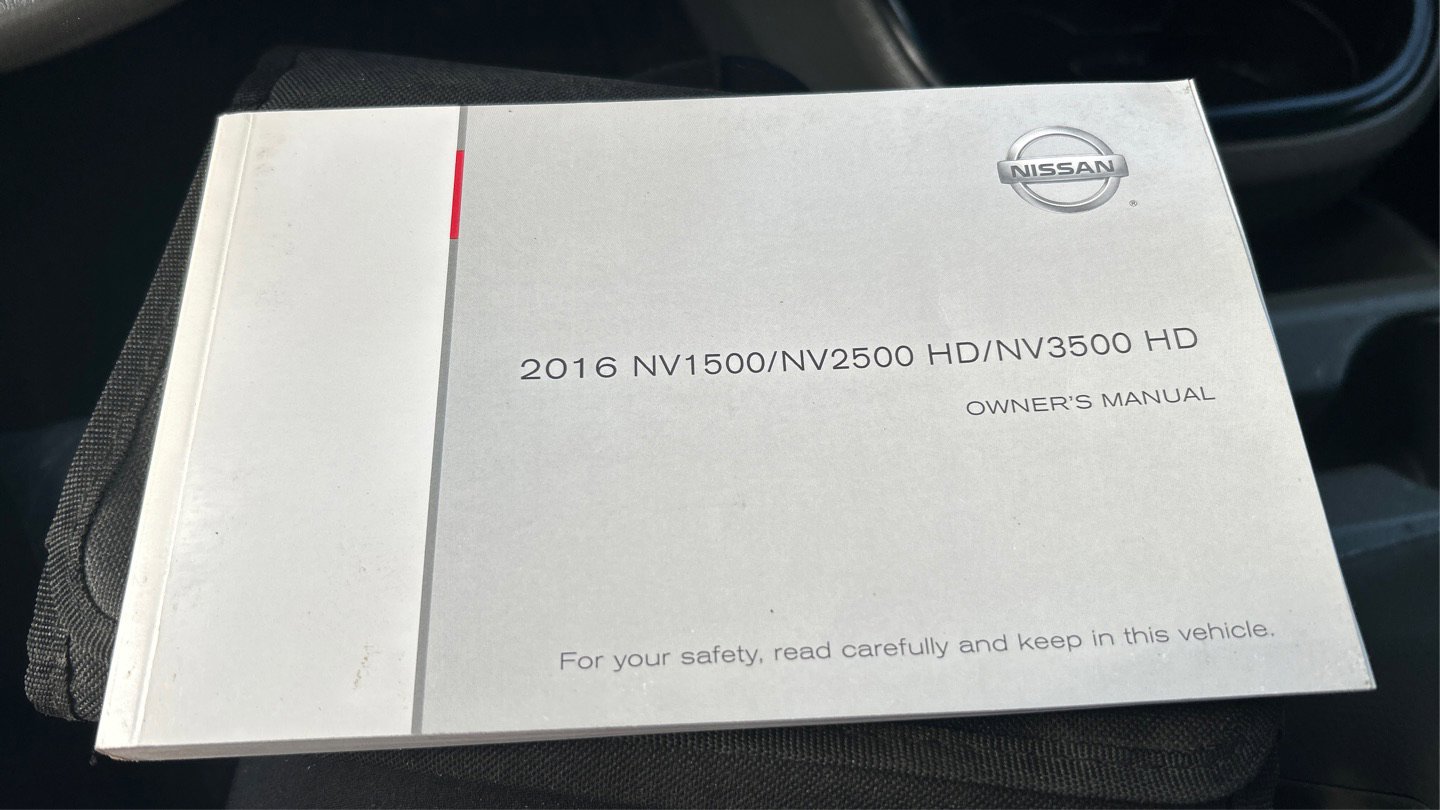 NISSAN
®
2016 NV1500/NV2500 HD/NV3500 HD
OWNER'S MANUAL
For your safety, read carefully and keep in this vehicle.